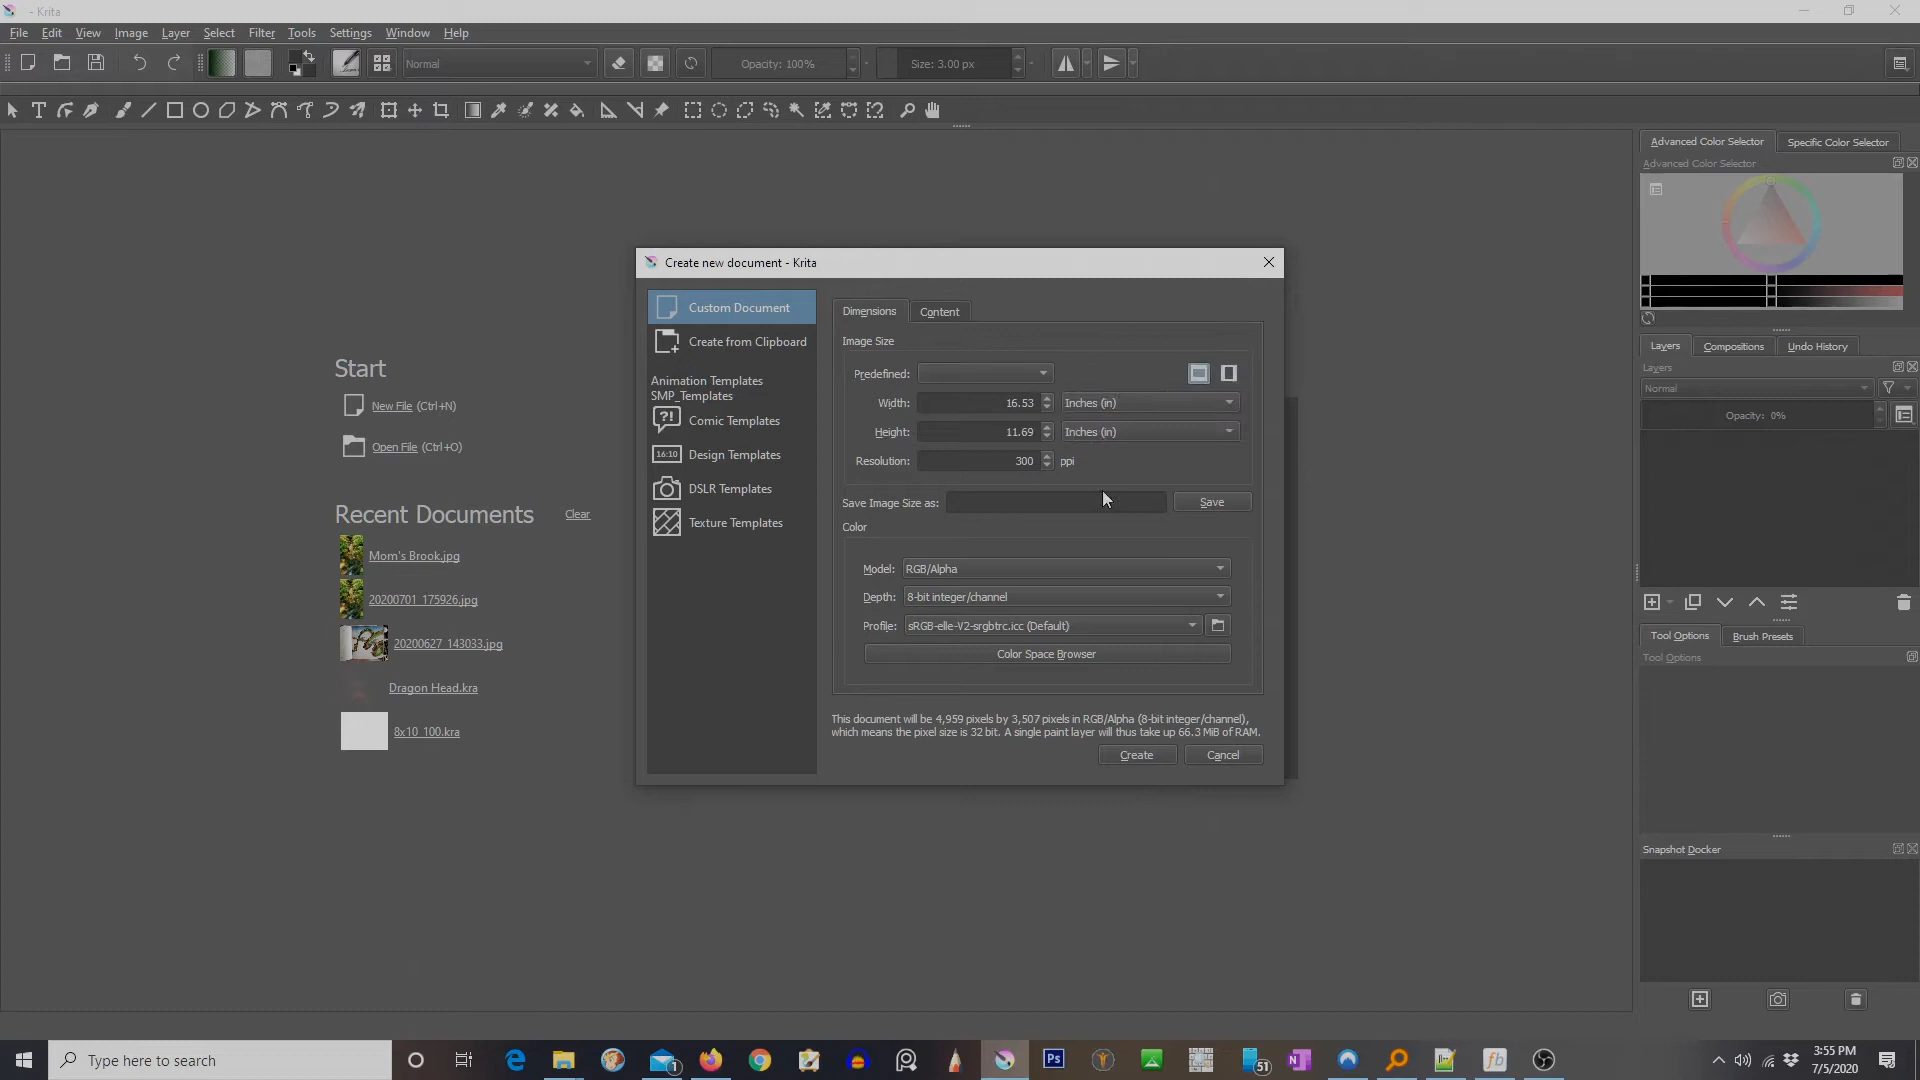 - Krita
File Edit View Image Layer Select Filter Tools Settings Window Help
Normal Opacity: 100% Size: 3.00 px
Advanced Color Selector Specific Color Selector
Advanced Color Selector
Create new document - Krita
Custom Document
Create from Clipboard
Animation Templates
SMP_Templates
?! Comic Templates
16:10 Design Templates
DSLR Templates
Texture Templates
Dimensions Content
Image Size
Predefined:
Width: 16.53 Inches (in)
Height: 11.69 Inches (in)
Resolution: 300 ppi
Save Image Size as: Save
Color
Model: RGB/Alpha
Depth: 8-bit integer/channel
Profile: sRGB-elle-V2-srgbtrc.icc (Default)
Color Space Browser
This document will be 4,959 pixels by 3,507 pixels in RGB/Alpha (8-bit integer/channel),
which means the pixel size is 32 bit. A single paint layer will thus take up 66.3 MiB of RAM.
Create Cancel
Start
New File (Ctrl+N)
Open File (Ctrl+O)
Recent Documents Clear
Mom's Brook.jpg
20200701_175926.jpg
20200627_143033.jpg
Dragon Head.kra
8x10_100.kra
Layers Compositions Undo History
Layers
Normal
Opacity: 0%
Tool Options Brush Presets
Tool Options
Snapshot Docker
Type here to search
1
Ps
51
N
fb
3:55 PM
7/5/2020